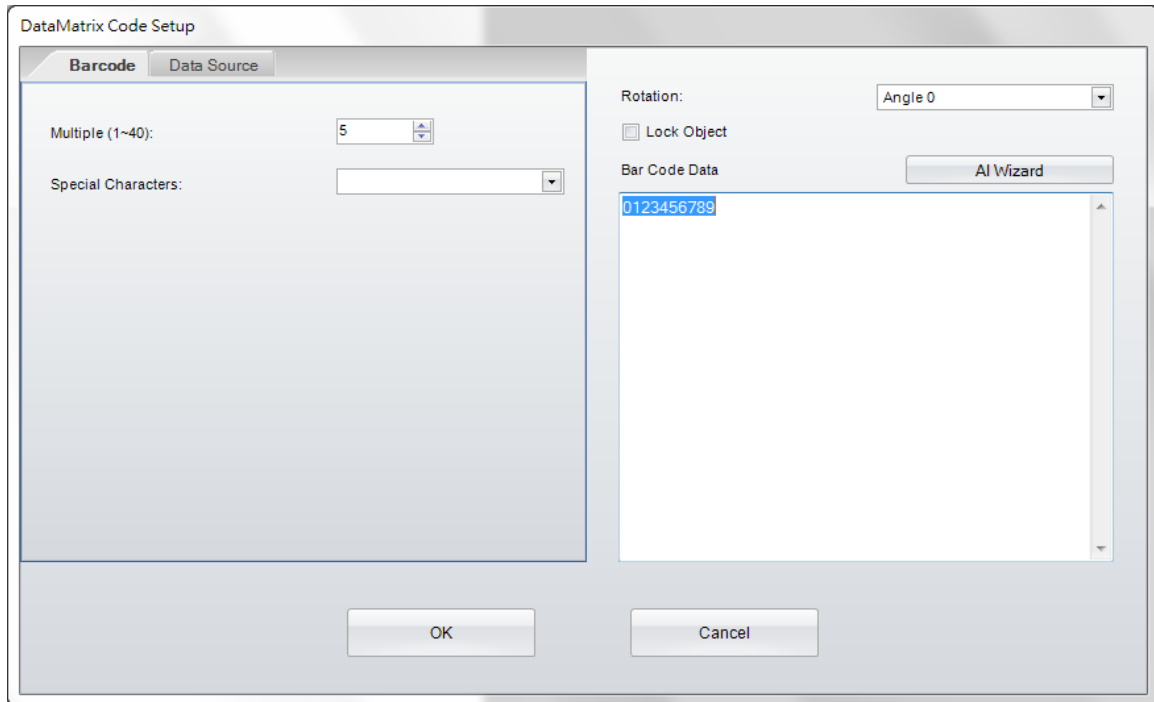 DataMatrix Code Setup
Barcode
Data Source
Multiple (1~40):
5
Special Characters:
Rotation:
Angle 0
Lock Object
Bar Code Data
AI Wizard
0123456789
OK
Cancel